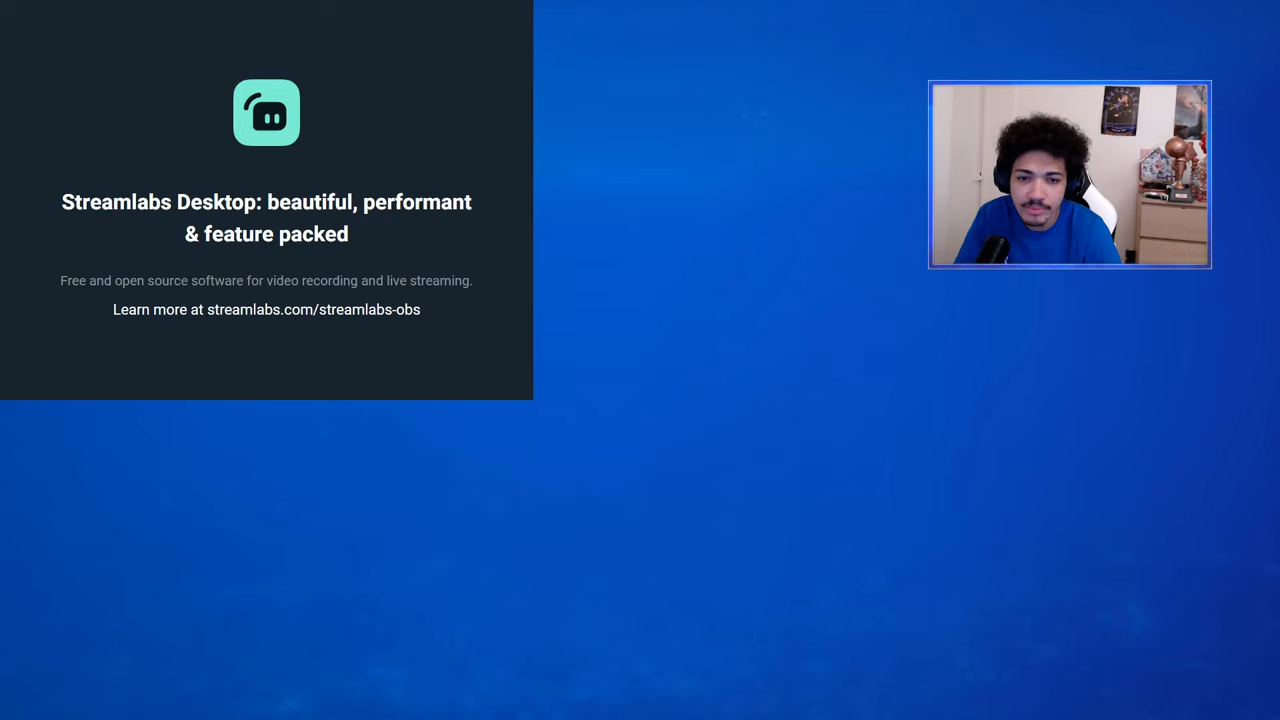 Streamlabs Desktop: beautiful, performant
& feature packed
Free and open source software for video recording and live streaming.
Learn more at streamlabs.com/streamlabs-obs